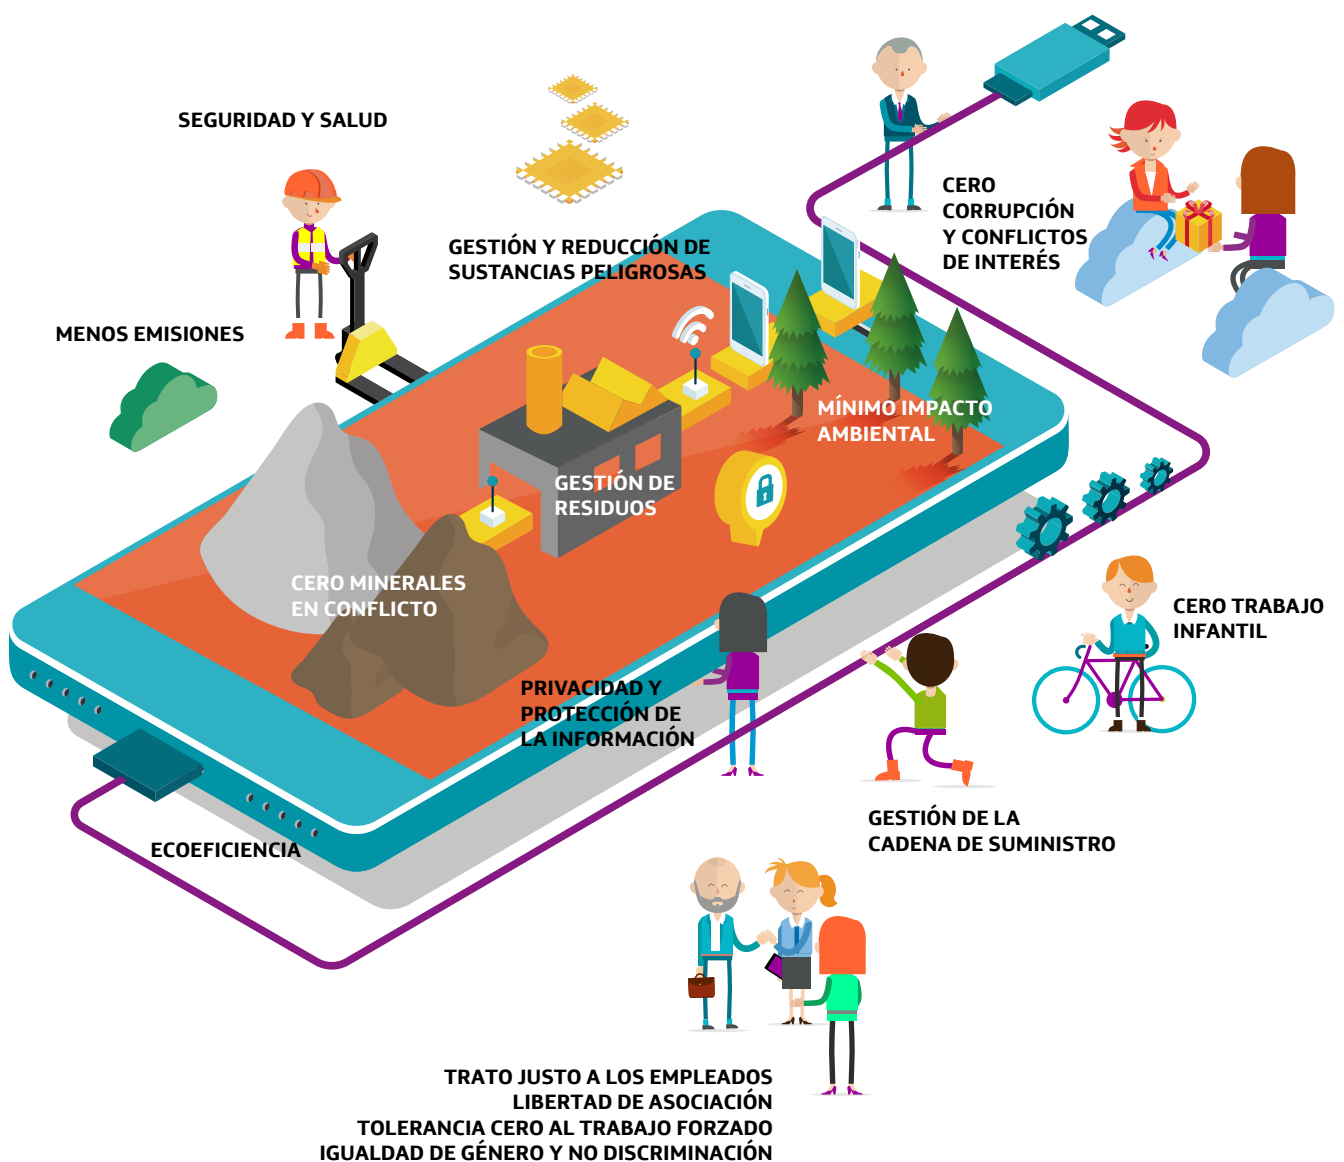 SEGURIDAD Y SALUD
CERO
CORRUPCIÓN
Y CONFLICTOS
DE INTERÉS
GESTIÓN Y REDUCCIÓN DE
SUSTANCIAS PELIGROSAS
MENOS EMISIONES
MÍNIMO IMPACTO
AMBIENTAL
GESTIÓN DE
RESIDUOS
CERO MINERALES
EN CONFLICTO
CERO TRABAJO
INFANTIL
PRIVACIDAD Y
PROTECCIÓN DE
LA INFORMACIÓN
GESTIÓN DE LA
CADENA DE SUMINISTRO
ECOEFICIENCIA
TRATO JUSTO A LOS EMPLEADOS
LIBERTAD DE ASOCIACIÓN
TOLERANCIA CERO AL TRABAJO FORZADO
IGUALDAD DE GÉNERO Y NO DISCRIMINACIÓN